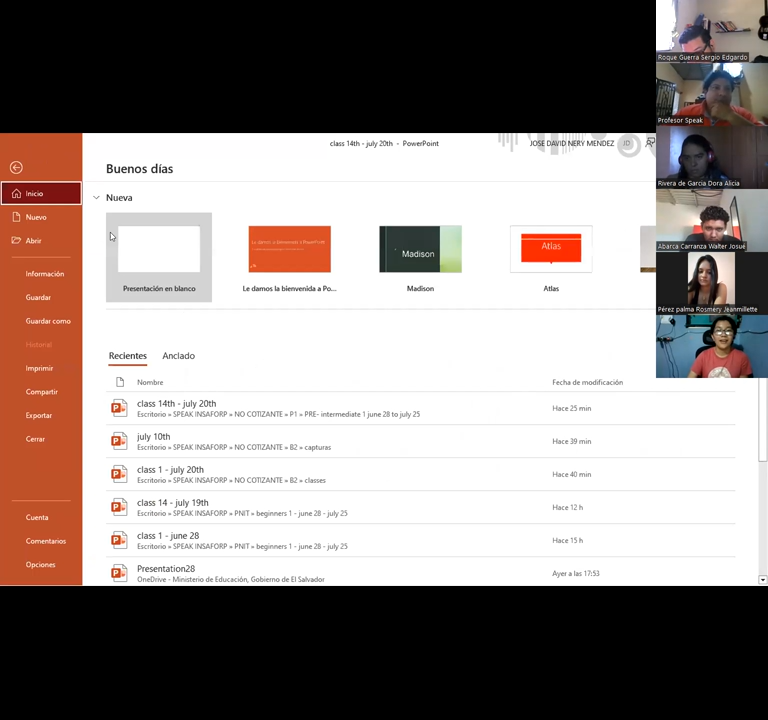 class 14th - july 20th - PowerPoint
JOSE DAVID NERY MENDEZ
JD
Buenos días
Inicio
Nuevo
Abrir
Información
Guardar
Guardar como
Historial
Imprimir
Compartir
Exportar
Cerrar
Cuenta
Comentarios
Opciones
Nueva
Le damos la bienvenida a PowerPoint
Madison
Atlas
Presentación en blanco
Le damos la bienvenida a Po...
Madison
Atlas
Recientes
Anclado
Nombre
Fecha de modificación
class 14th - july 20th
Escritorio » SPEAK INSAFORP » NO COTIZANTE » P1 » PRE- intermediate 1 june 28 to july 25
Hace 25 min
july 10th
Escritorio » SPEAK INSAFORP » NO COTIZANTE » B2 » capturas
Hace 39 min
class 1 - july 20th
Escritorio » SPEAK INSAFORP » NO COTIZANTE » B2 » classes
Hace 40 min
class 14 - july 19th
Escritorio » SPEAK INSAFORP » PNIT » beginners 1 - june 28 - july 25
Hace 12 h
class 1 - june 28
Escritorio » SPEAK INSAFORP » PNIT » beginners 1 - june 28 - july 25
Hace 15 h
Presentation28
OneDrive - Ministerio de Educación, Gobierno de El Salvador
Ayer a las 17:53
Roque Guerra Sergio Edgardo
Profesor Speak
Rivera de Garcia Dora Alicia
Abarca Carranza Walter Josué
Pérez palma Rosmery Jeanmillette